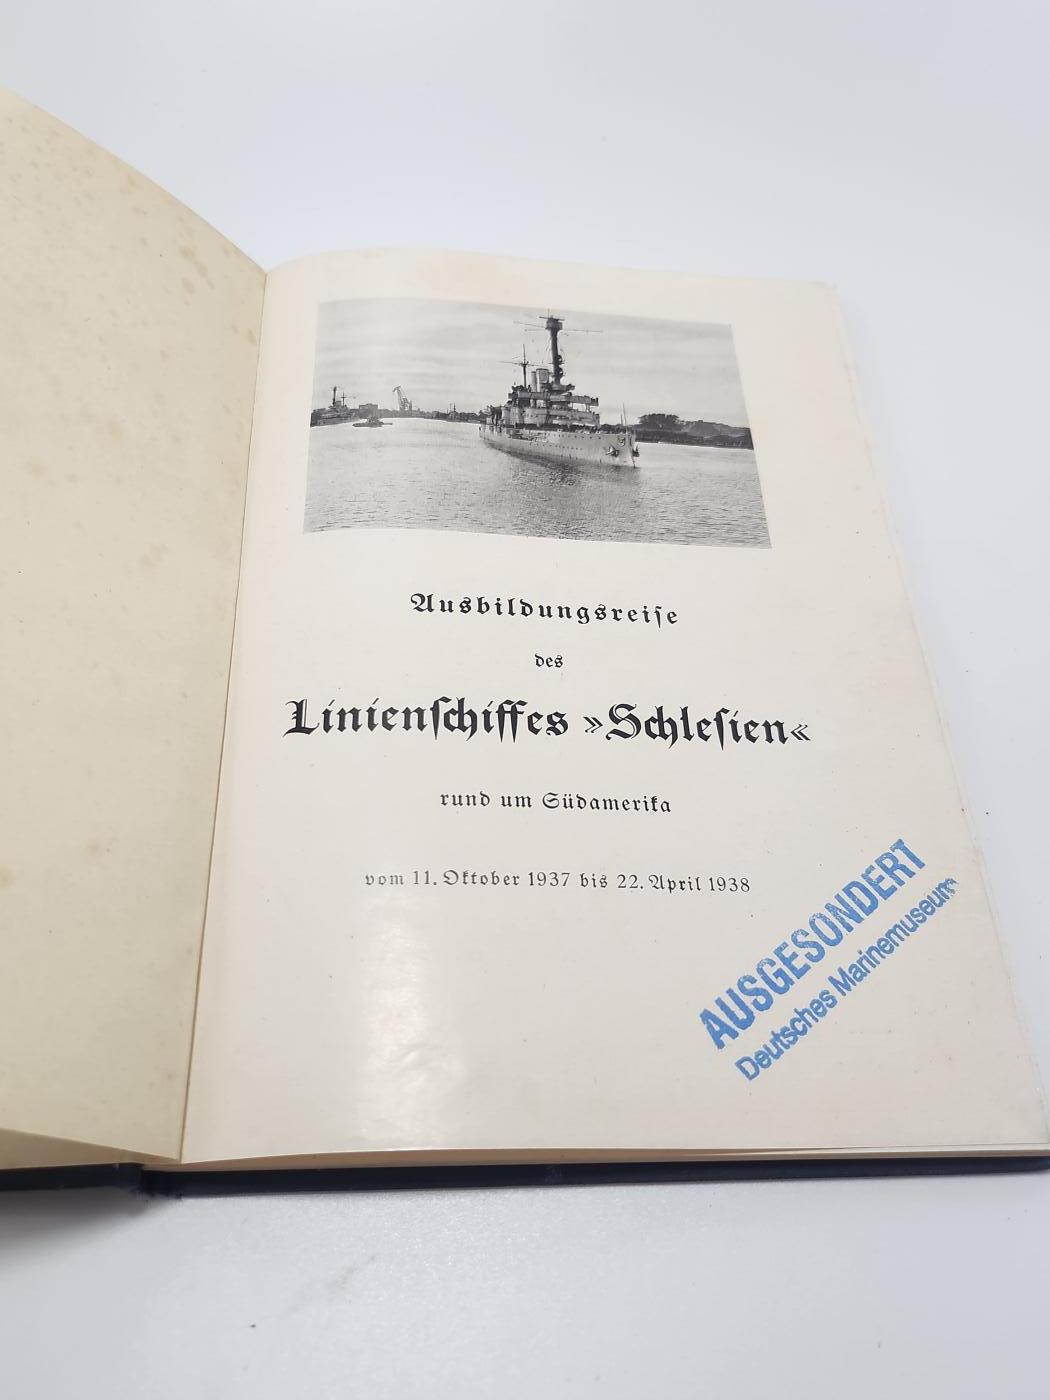 Ausbildungsreiſe
des
Linienſchiffes »Schleſien«
rund um Südamerika
vom 11. Oktober 1937 bis 22. April 1938
AUSGESONDERT
Deutsches Marinemuseum